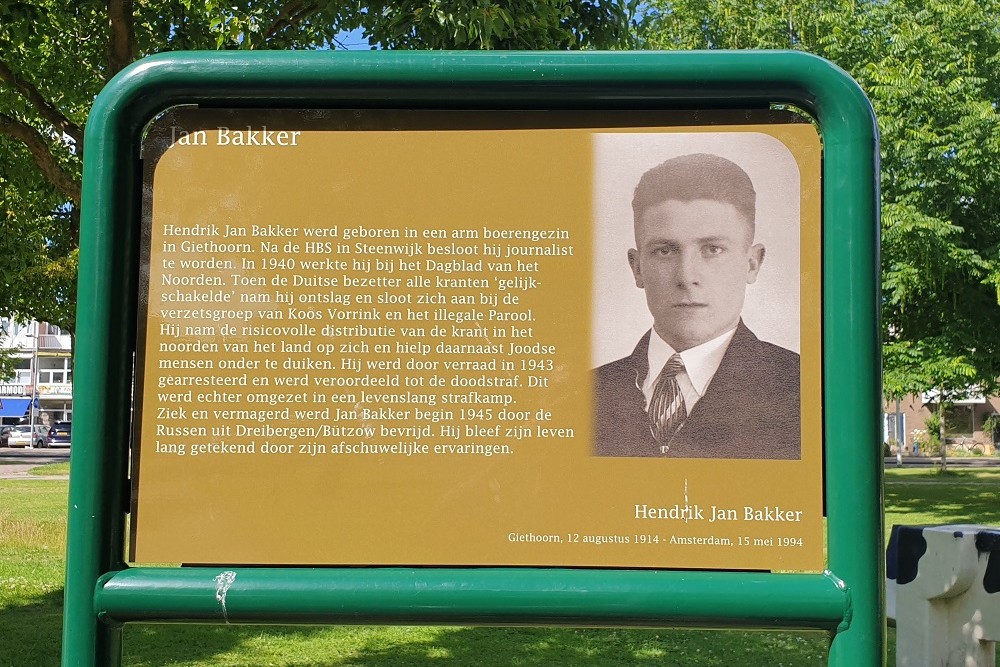 Jan Bakker
Hendrik Jan Bakker werd geboren in een arm boerengezin
in Giethoorn. Na de HBS in Steenwijk besloot hij journalist
te worden. In 1940 werkte hij bij het Dagblad van het
Noorden. Toen de Duitse bezetter alle kranten ‘gelijk-
schakelde’ nam hij ontslag en sloot zich aan bij de
verzetsgroep van Koos Vorrink en het illegale Parool.
Hij nam de risicovolle distributie van de krant in het
noorden van het land op zich en hielp daarnaast Joodse
mensen onder te duiken. Hij werd door verraad in 1943
gearresteerd en werd veroordeeld tot de doodstraf. Dit
werd echter omgezet in een levenslang strafkamp.
Ziek en vermagerd werd Jan Bakker begin 1945 door de
Russen uit Dreibergen/Bützow bevrijd. Hij bleef zijn leven
lang getekend door zijn afschuwelijke ervaringen.
Hendrik Jan Bakker
Giethoorn, 12 augustus 1914 - Amsterdam, 15 mei 1994